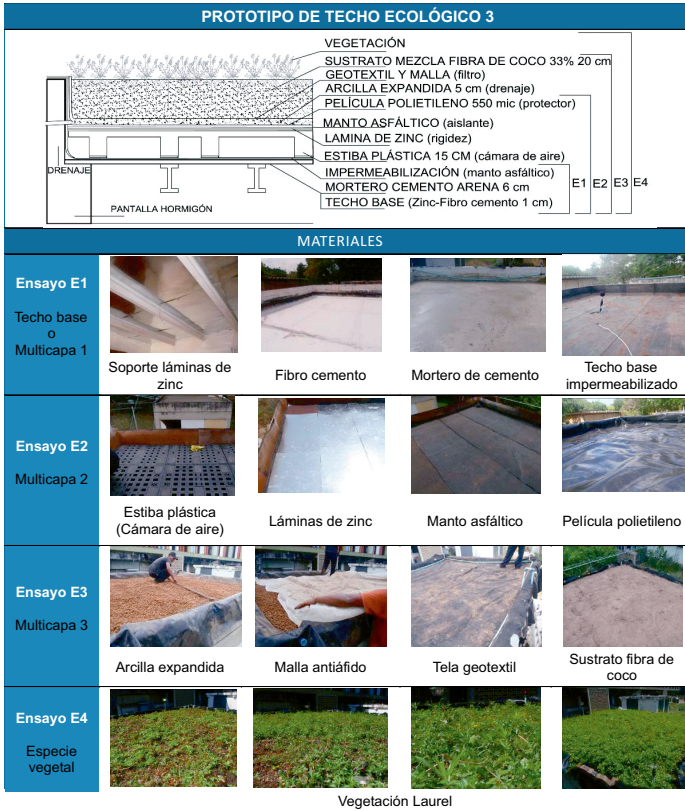 PROTOTIPO DE TECHO ECOLÓGICO 3
VEGETACIÓN
SUSTRATO MEZCLA FIBRA DE COCO 33% 20 cm
GEOTEXTIL Y MALLA (filtro)
ARCILLA EXPANDIDA 5 cm (drenaje)
PELÍCULA POLIETILENO 550 mic (protector)
MANTO ASFÁLTICO (aislante)
LAMINA DE ZINC (rigidez)
ESTIBA PLÁSTICA 15 CM (cámara de aire)
IMPERMEABILIZACIÓN (manto asfáltico)
MORTERO CEMENTO ARENA 6 cm
TECHO BASE (Zinc-Fibro cemento 1 cm)
E1 E2 E3 E4
DRENAJE
PANTALLA HORMIGÓN
MATERIALES
Ensayo E1
Techo base
o
Multicapa 1
Soporte láminas de
zinc
Fibro cemento
Mortero de cemento
Techo base
impermeabilizado
Ensayo E2
Multicapa 2
Estiba plástica
(Cámara de aire)
Láminas de zinc
Manto asfáltico
Película polietileno
Ensayo E3
Multicapa 3
Arcilla expandida
Malla antiáfido
Tela geotextil
Sustrato fibra de
coco
Ensayo E4
Especie
vegetal
Vegetación Laurel